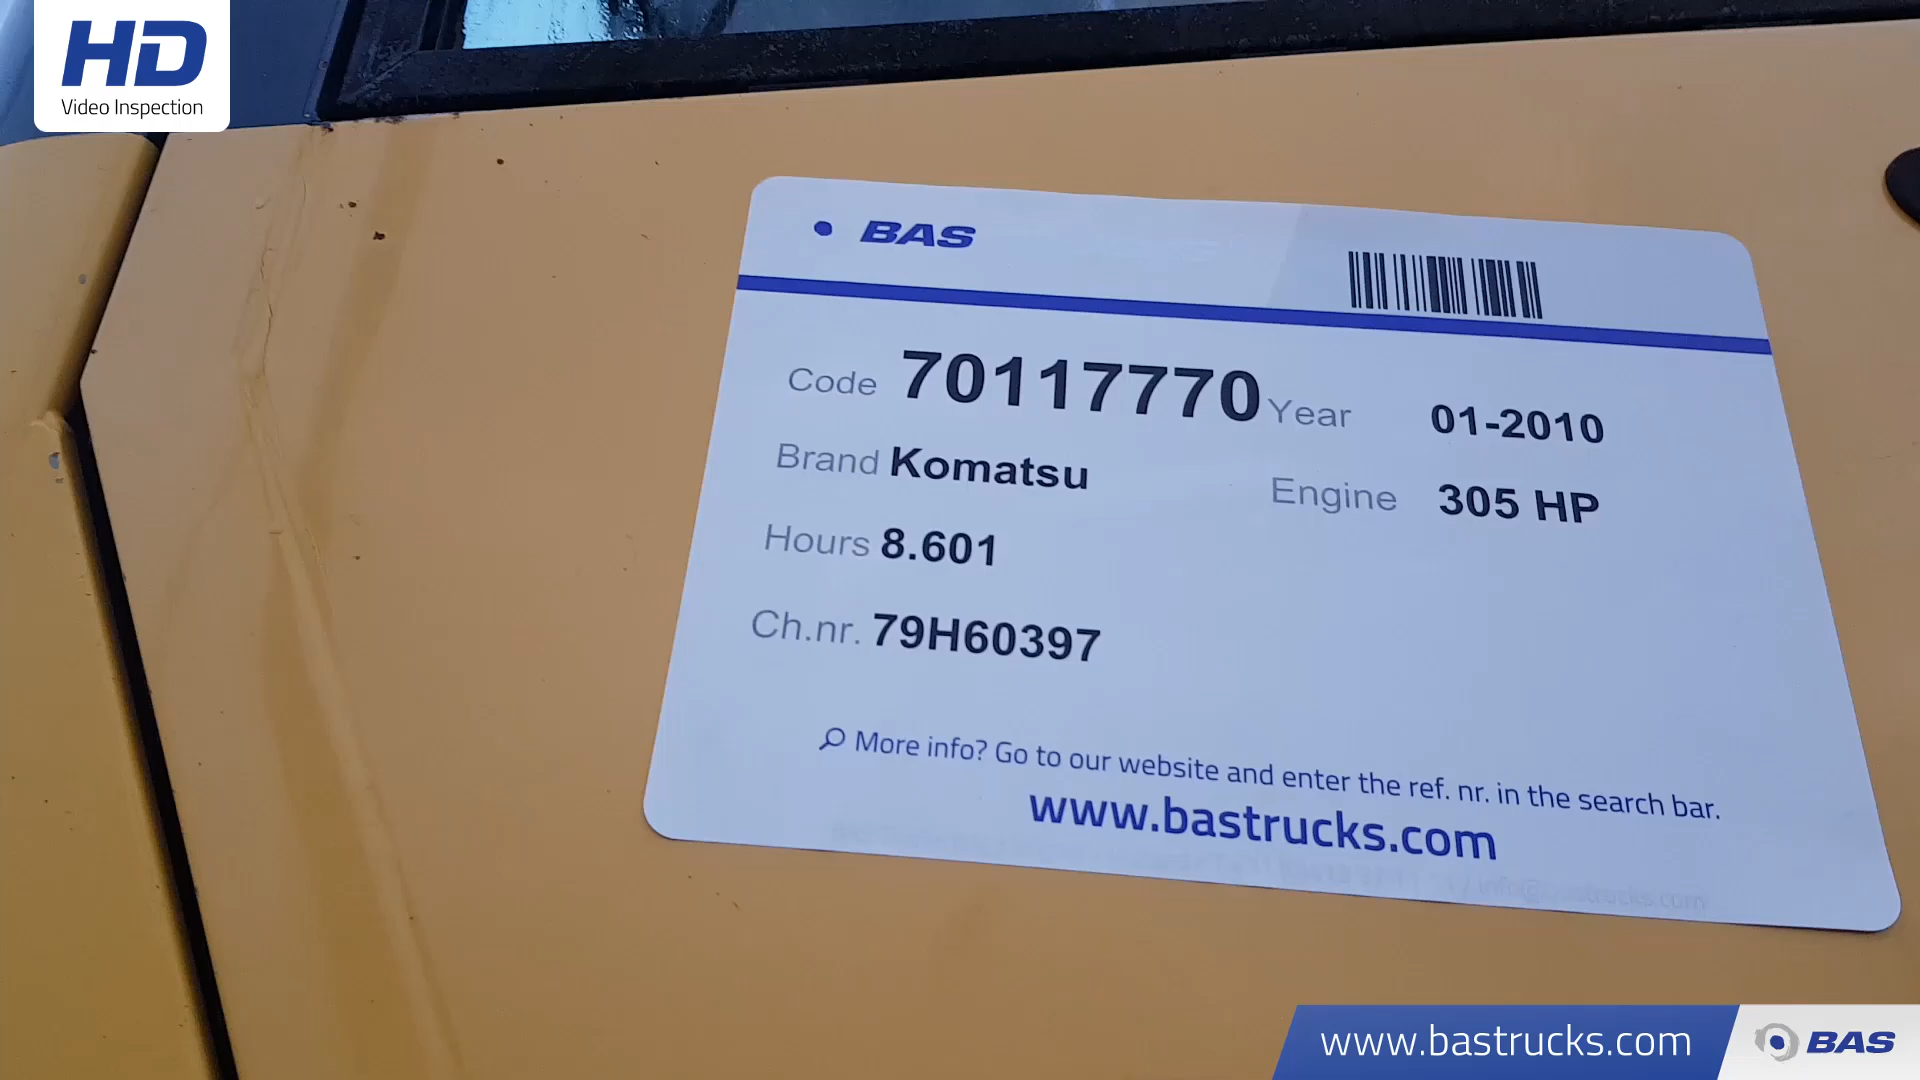 HD
Video Inspection
BAS
Code 70117770 Year 01-2010
Brand Komatsu Engine 305 HP
Hours 8.601
Ch.nr. 79H60397
More info? Go to our website and enter the ref. nr. in the search bar.
www.bastrucks.com
www.bastrucks.com BAS